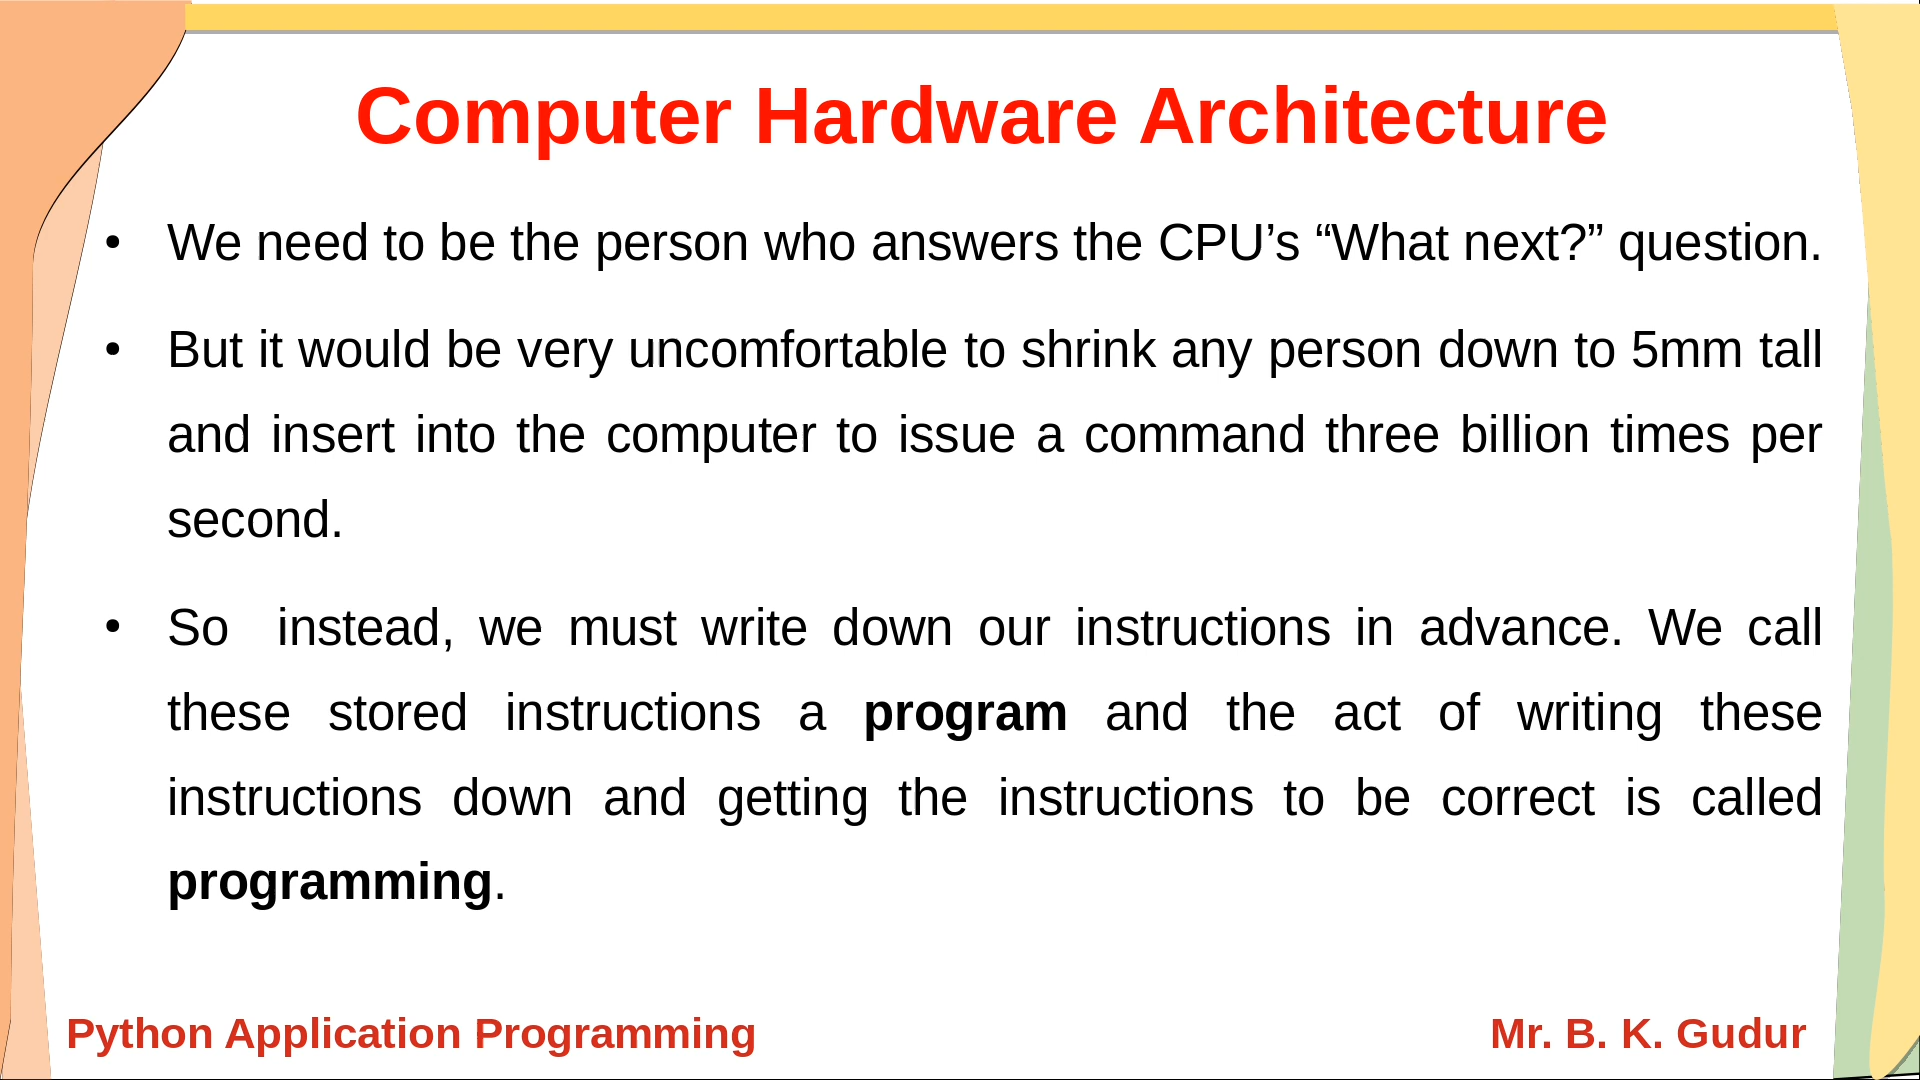 Computer Hardware Architecture
• We need to be the person who answers the CPU’s “What next?” question.
• But it would be very uncomfortable to shrink any person down to 5mm tall
and insert into the computer to issue a command three billion times per
second.
• So instead, we must write down our instructions in advance. We call
these stored instructions a program and the act of writing these
instructions down and getting the instructions to be correct is called
programming.
Python Application Programming
Mr. B. K. Gudur